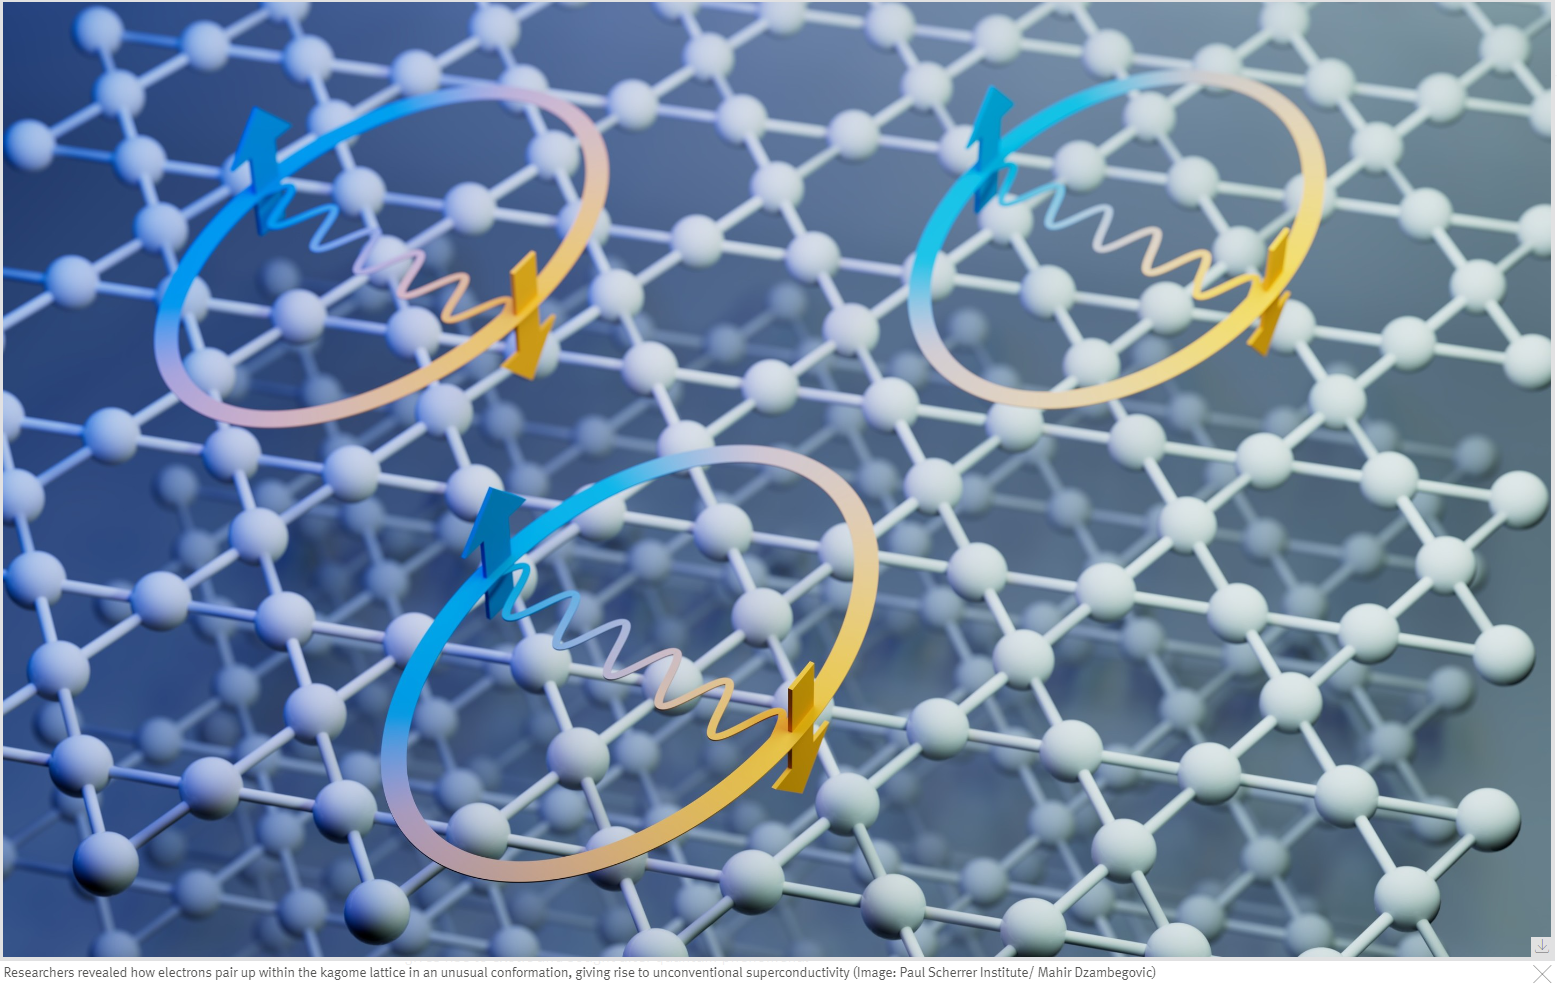 Researchers revealed how electrons pair up within the kagome lattice in an unusual conformation, giving rise to unconventional superconductivity (Image: Paul Scherrer Institute/ Mahir Dzambegovic)